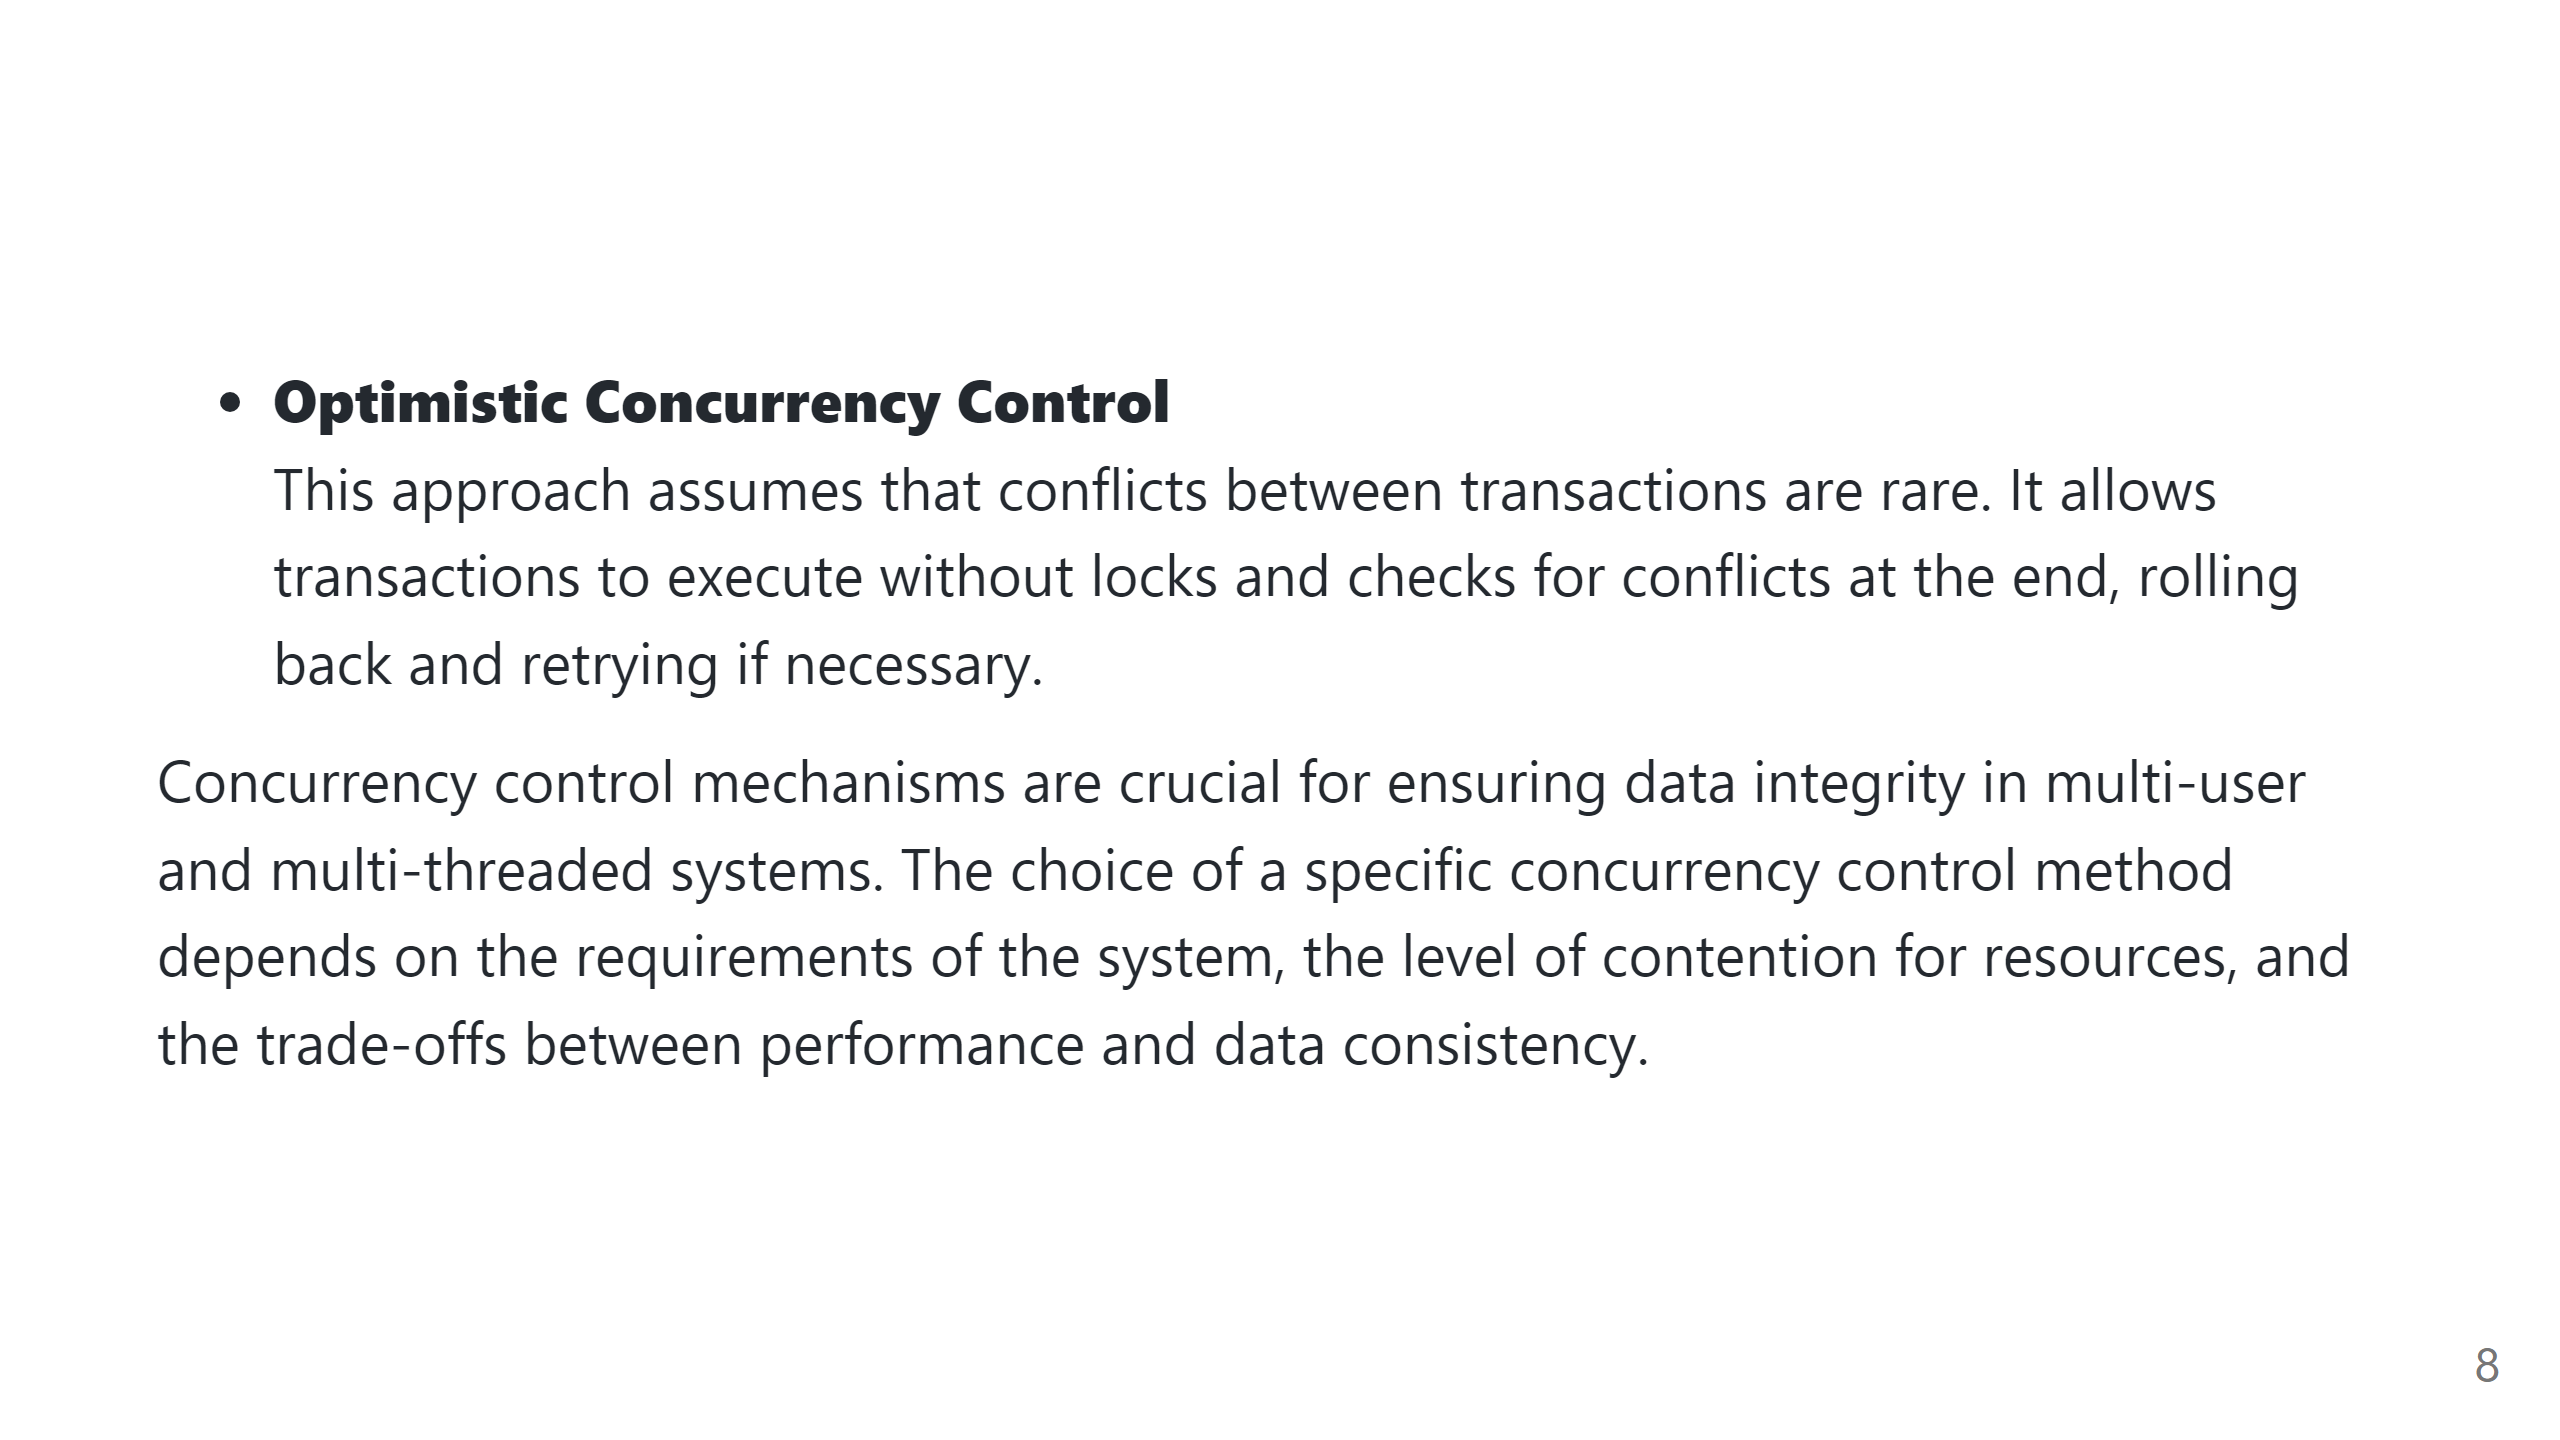 • Optimistic Concurrency Control
This approach assumes that conflicts between transactions are rare. It allows
transactions to execute without locks and checks for conflicts at the end, rolling
back and retrying if necessary.
Concurrency control mechanisms are crucial for ensuring data integrity in multi-user
and multi-threaded systems. The choice of a specific concurrency control method
depends on the requirements of the system, the level of contention for resources, and
the trade-offs between performance and data consistency.
8